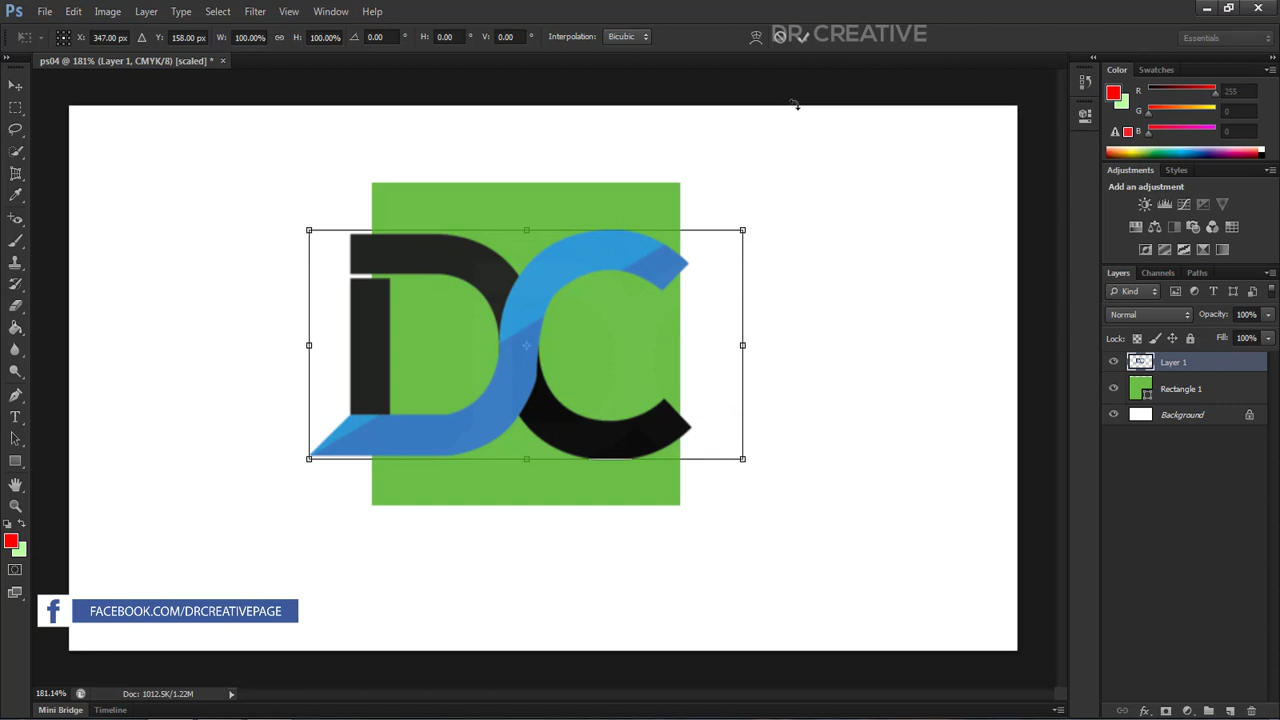 Ps File Edit Image Layer Type Select Filter View Window Help
X: 347.00 px Y: 158.00 px W: 100.00% H: 100.00% 0.00 ° H: 0.00 ° V: 0.00 ° Interpolation: Bicubic DR CREATIVE Essentials
ps04 @ 181% (Layer 1, CMYK/8) [scaled] * ×
Color Swatches
R 255
G 0
B 0
Adjustments Styles
Add an adjustment
Layers Channels Paths
Kind
Normal Opacity: 100%
Lock: Fill: 100%
Layer 1
Rectangle 1
Background
DC
f FACEBOOK.COM/DRCREATIVEPAGE
181.14% Doc: 1012.5K/1.22M
Mini Bridge Timeline